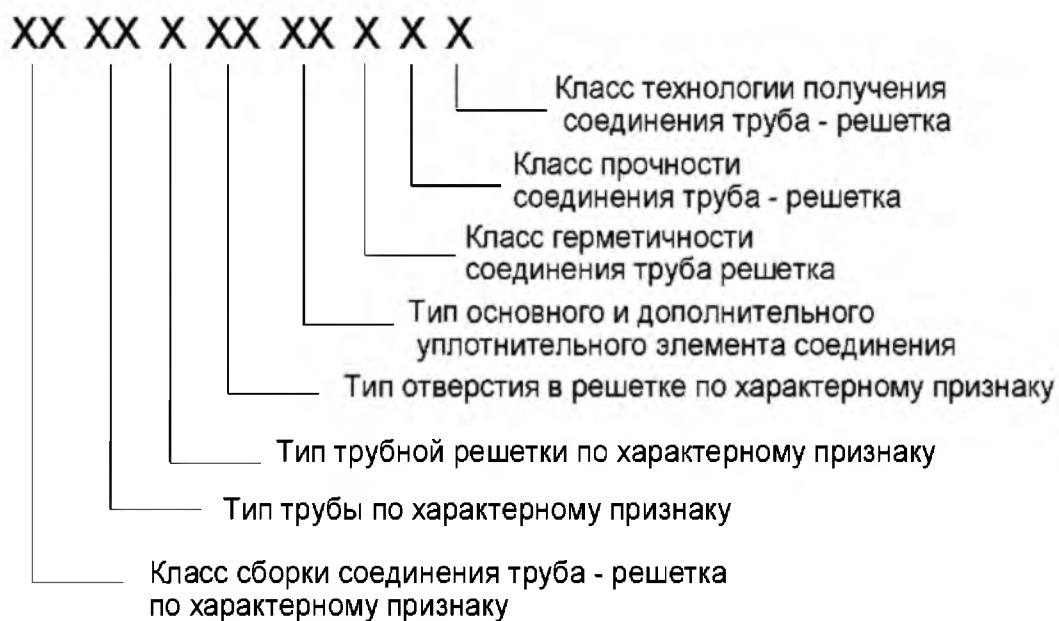 XX XX X XX XX X X X
Класс технологии получения
соединения труба - решетка
Класс прочности
соединения труба - решетка
Класс герметичности
соединения труба решетка
Тип основного и дополнительного
уплотнительного злемента соединения
Тип отверстия в решетке по характерному признаку
Тип трубной решетки по характерному признаку
Тип трубы по характерному признаку
Класс сборки соединения труба - решетка
по характерному признаку